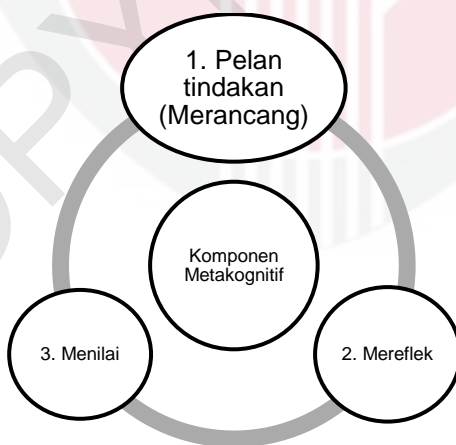 1. Pelan
tindakan
(Merancang)
Komponen
Metakognitif
3. Menilai
2. Mereflek